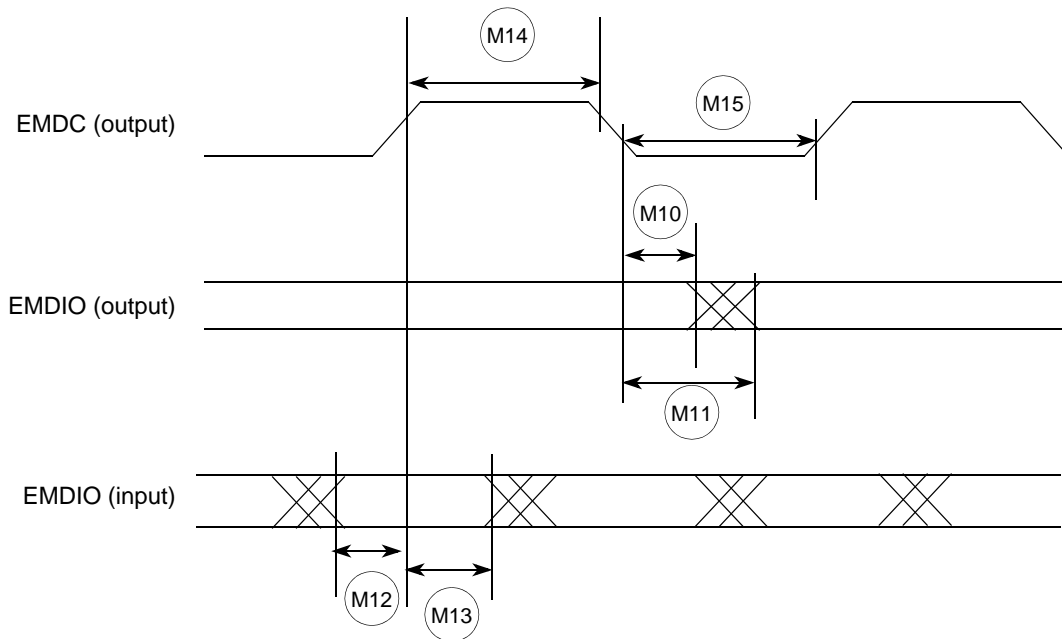 M14
M15
EMDC (output)
M10
EMDIO (output)
M11
EMDIO (input)
M12
M13